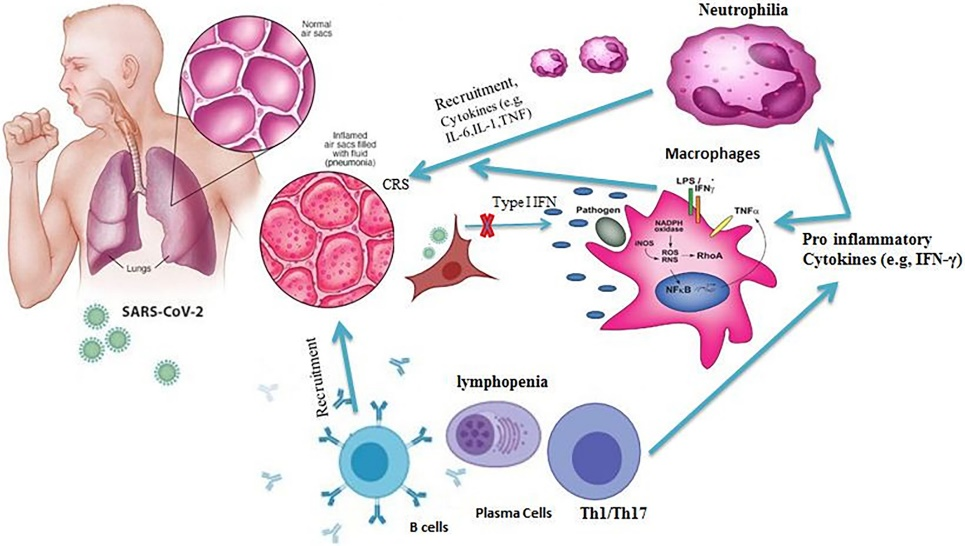 Normal
air sacs
Neutrophilia
Recruitment,
Cytokines (e.g
IL-6,IL-1,TNF)
Inflamed
air sacs filled
with fluid
(pneumonia)
CRS
Macrophages
LPS /
IFNγ
TNFα
Type I IFN
Pathogen
NADPH
oxidase
iNOS
ROS
RNS
RhoA
NFκB
Pro inflammatory
Cytokines (e.g, IFN-γ)
Lungs
SARS-CoV-2
Recruitment
lymphopenia
B cells
Plasma Cells
Th1/Th17